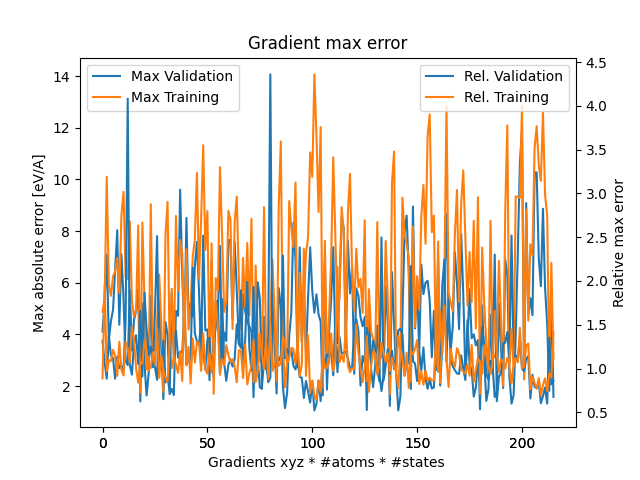 Gradient max error
Max Validation
Max Training
Rel. Validation
Rel. Training
Max absolute error [eV/A]
14
12
10
8
6
4
2
4.5
4.0
3.5
3.0
2.5
2.0
1.5
1.0
0.5
Relative max error
0
50
100
150
200
Gradients xyz * #atoms * #states